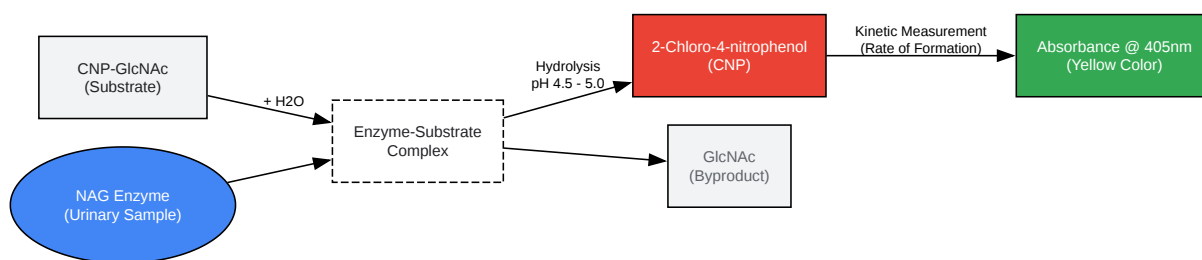 CNP-GlcNAc
(Substrate)
+ H2O
NAG Enzyme
(Urinary Sample)
Enzyme-Substrate
Complex
Hydrolysis
pH 4.5 - 5.0
2-Chloro-4-nitrophenol
(CNP)
GlcNAc
(Byproduct)
Kinetic Measurement
(Rate of Formation)
Absorbance @ 405nm
(Yellow Color)